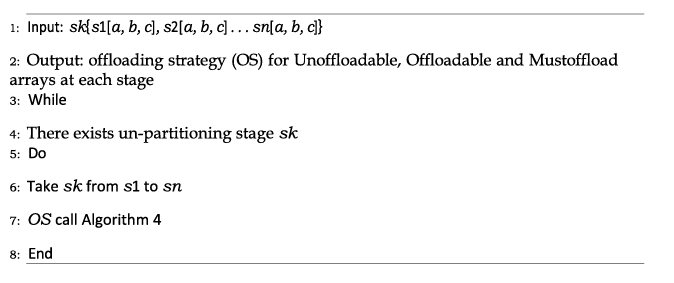 1: Input: sk{s1[a, b, c], s2[a, b, c] . . . sn[a, b, c]}
2: Output: offloading strategy (OS) for Unoffloadable, Offloadable and Mustoffload
arrays at each stage
3: While
4: There exists un-partitioning stage sk
5: Do
6: Take sk from s1 to sn
7: OS call Algorithm 4
8: End